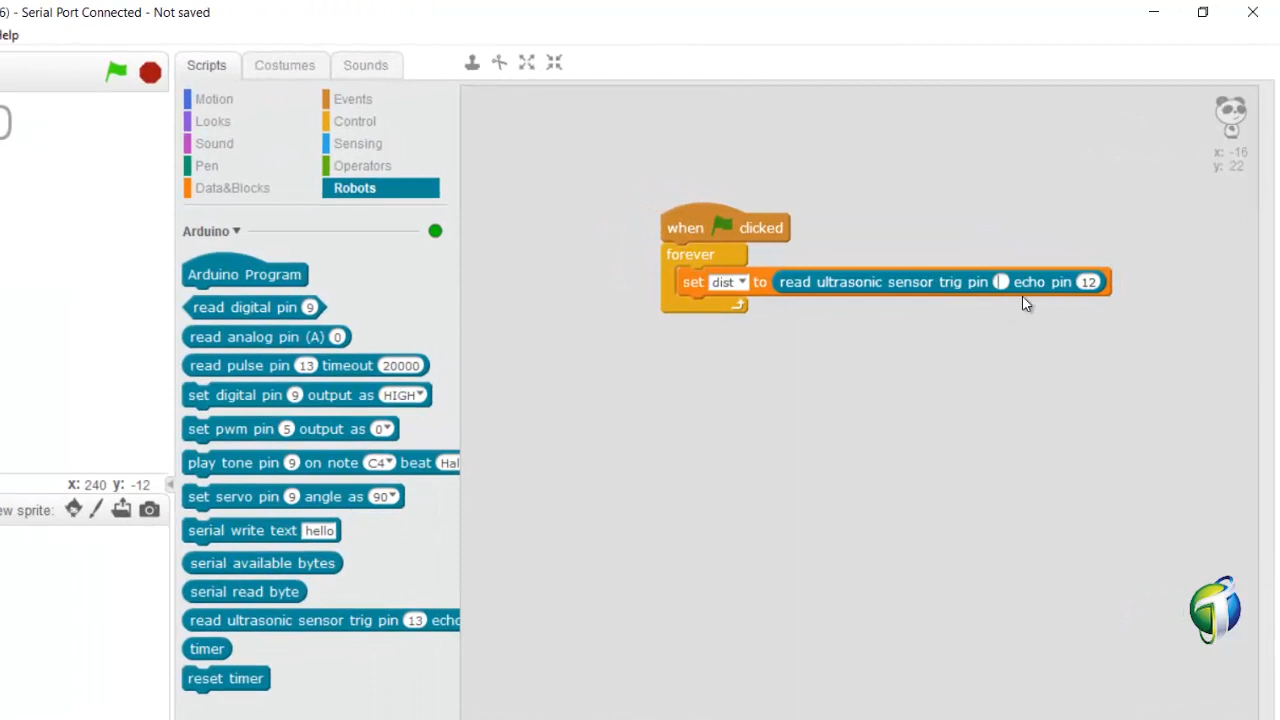 6) - Serial Port Connected - Not saved
Help
Scripts Costumes Sounds
Motion Events
Looks Control
Sound Sensing
Pen Operators
Data&Blocks Robots
Arduino
Arduino Program
read digital pin 9
read analog pin (A) 0
read pulse pin 13 timeout 20000
set digital pin 9 output as HIGH
set pwm pin 5 output as 0
play tone pin 9 on note C4 beat Hal
set servo pin 9 angle as 90
serial write text hello
serial available bytes
serial read byte
read ultrasonic sensor trig pin 13 echo
timer
reset timer
when clicked
forever
set dist to read ultrasonic sensor trig pin echo pin 12
x: -16
y: 22
x: 240 y: -12
ew sprite: